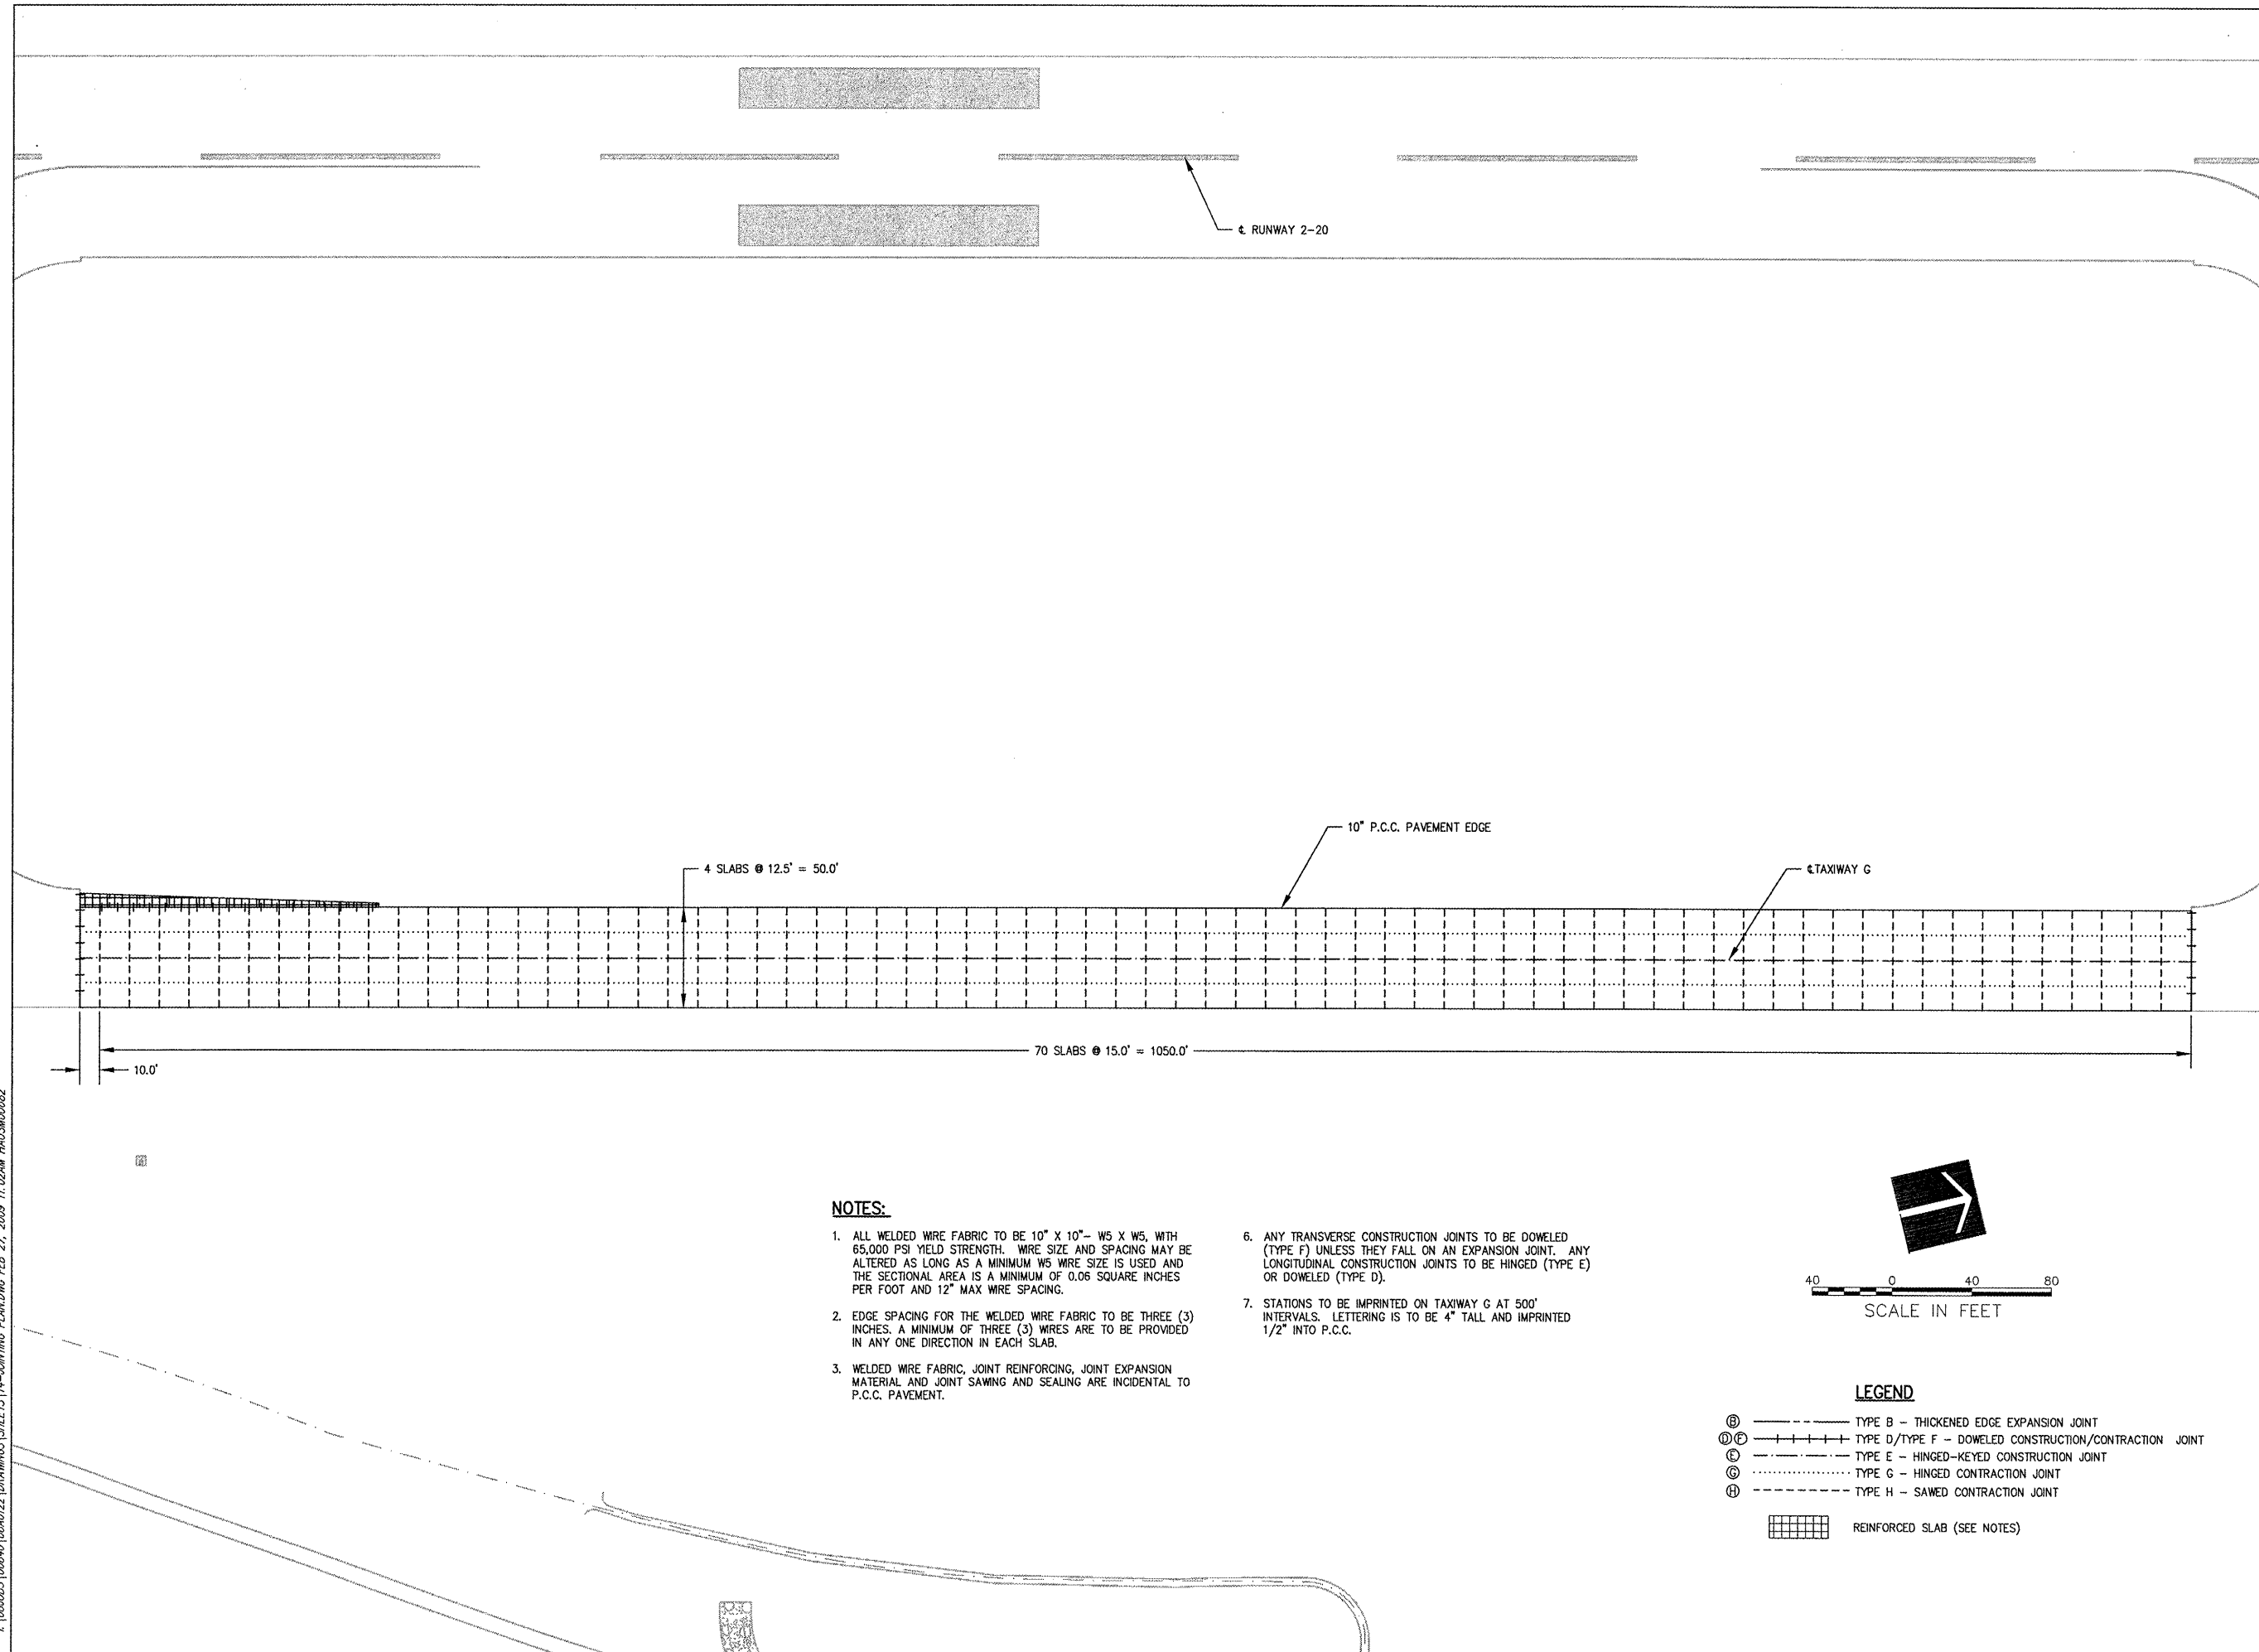 ℄ RUNWAY 2-20
10" P.C.C. PAVEMENT EDGE
4 SLABS @ 12.5' = 50.0'
℄ TAXIWAY G
70 SLABS @ 15.0' = 1050.0'
10.0'
NOTES:
1. ALL WELDED WIRE FABRIC TO BE 10" X 10"- W5 X W5, WITH
65,000 PSI YIELD STRENGTH. WIRE SIZE AND SPACING MAY BE
ALTERED AS LONG AS A MINIMUM W5 WIRE SIZE IS USED AND
THE SECTIONAL AREA IS A MINIMUM OF 0.06 SQUARE INCHES
PER FOOT AND 12" MAX WIRE SPACING.
2. EDGE SPACING FOR THE WELDED WIRE FABRIC TO BE THREE (3)
INCHES. A MINIMUM OF THREE (3) WIRES ARE TO BE PROVIDED
IN ANY ONE DIRECTION IN EACH SLAB.
3. WELDED WIRE FABRIC, JOINT REINFORCING, JOINT EXPANSION
MATERIAL AND JOINT SAWING AND SEALING ARE INCIDENTAL TO
P.C.C. PAVEMENT.
6. ANY TRANSVERSE CONSTRUCTION JOINTS TO BE DOWELED
(TYPE F) UNLESS THEY FALL ON AN EXPANSION JOINT. ANY
LONGITUDINAL CONSTRUCTION JOINTS TO BE HINGED (TYPE E)
OR DOWELED (TYPE D).
7. STATIONS TO BE IMPRINTED ON TAXIWAY G AT 500'
INTERVALS. LETTERING IS TO BE 4" TALL AND IMPRINTED
1/2" INTO P.C.C.
40 0 40 80
SCALE IN FEET
LEGEND
Ⓑ TYPE B - THICKENED EDGE EXPANSION JOINT
ⒹⒻ TYPE D/TYPE F - DOWELED CONSTRUCTION/CONTRACTION JOINT
Ⓔ TYPE E - HINGED-KEYED CONSTRUCTION JOINT
Ⓖ TYPE G - HINGED CONTRACTION JOINT
Ⓗ TYPE H - SAWED CONTRACTION JOINT
REINFORCED SLAB (SEE NOTES)
FEB 27, 2009